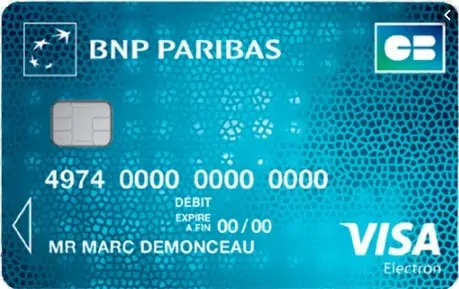 BNP PARIBAS
CB
4974 0000 0000 0000
DÉBIT
EXPIRE
A FIN 00/00
MR MARC DEMONCEAU
VISA
Electron